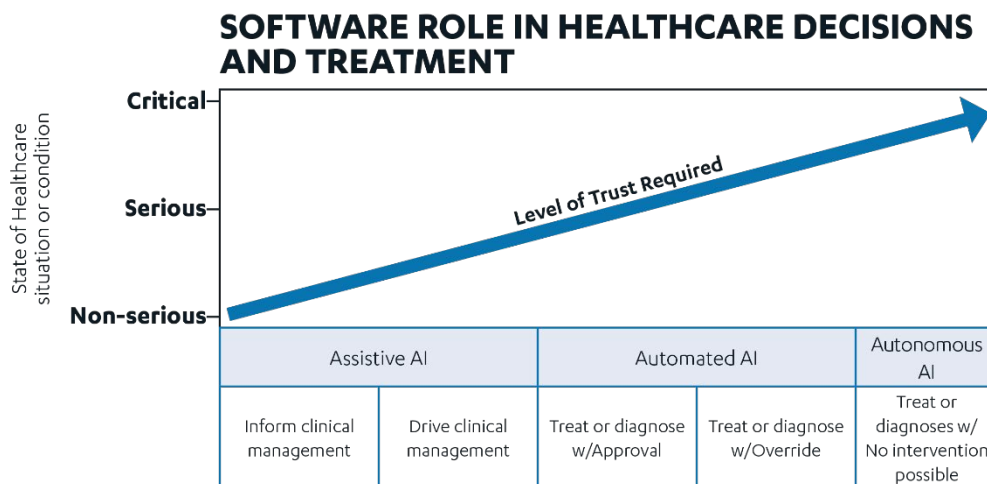 SOFTWARE ROLE IN HEALTHCARE DECISIONS
AND TREATMENT
State of Healthcare
situation or condition
Critical
Serious
Non-serious
Level of Trust Required
Assistive AI
Automated AI
Autonomous
AI
Inform clinical
management
Drive clinical
management
Treat or diagnose
w/Approval
Treat or diagnose
w/Override
Treat or
diagnoses w/
No intervention
possible